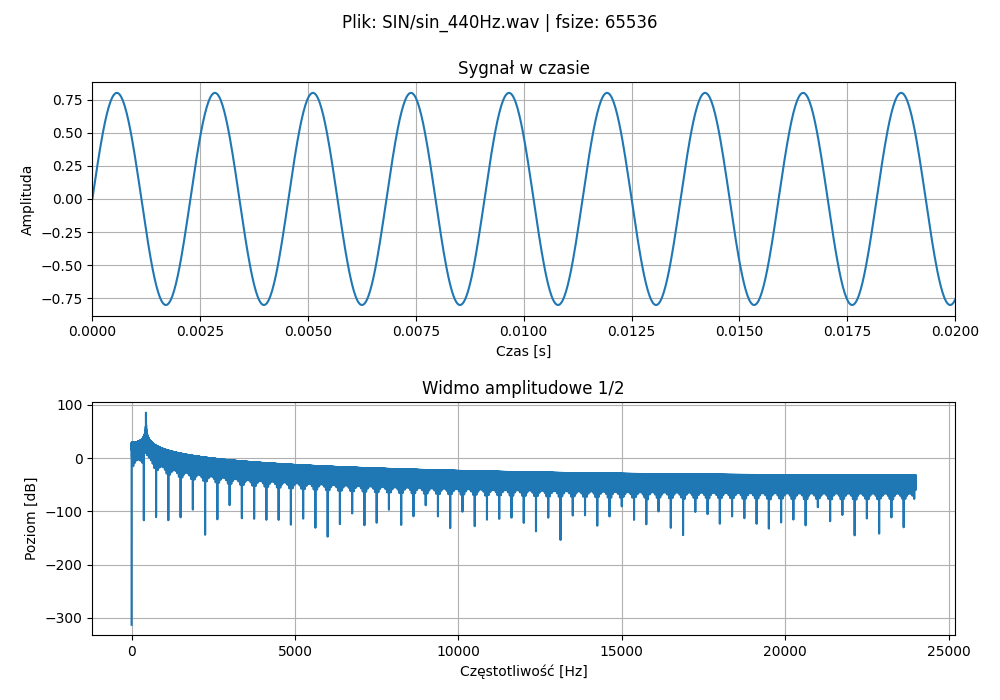 Plik: SIN/sin_440Hz.wav | fsize: 65536
Sygnał w czasie
0.75
0.50
0.25
0.00
−0.25
−0.50
−0.75
Amplituda
0.0000 0.0025 0.0050 0.0075 0.0100 0.0125 0.0150 0.0175 0.0200
Czas [s]
Widmo amplitudowe 1/2
100
0
−100
−200
−300
Poziom [dB]
0 5000 10000 15000 20000 25000
Częstotliwość [Hz]